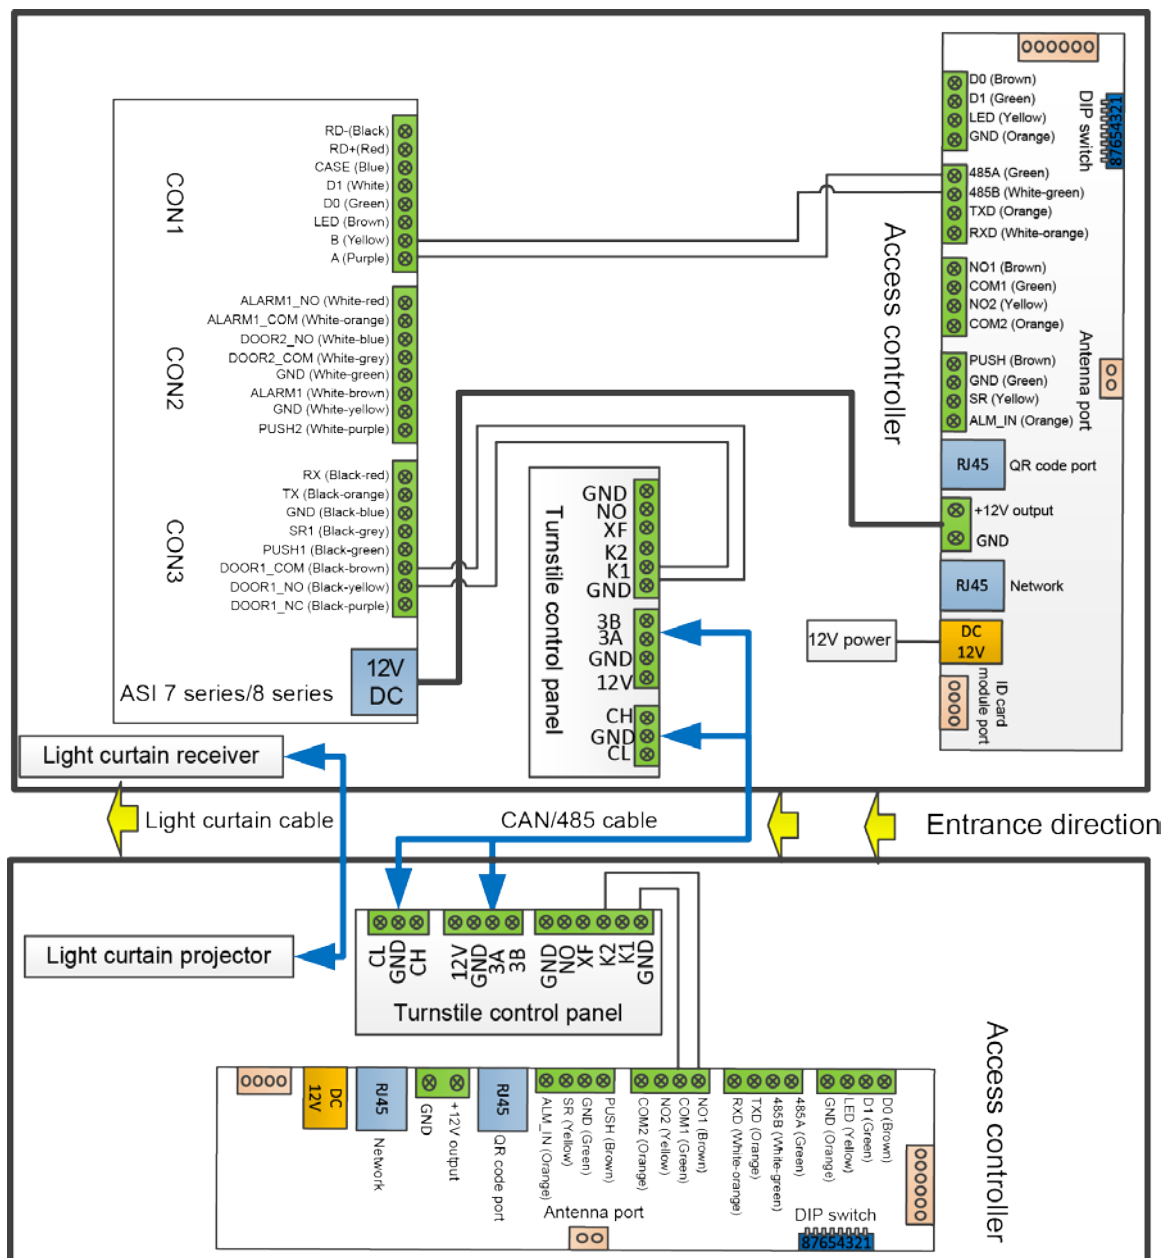 RD-(Black)
RD+(Red)
CASE (Blue)
D1 (White)
D0 (Green)
LED (Brown)
B (Yellow)
A (Purple)
CON1
ALARM1_NO (White-red)
ALARM1_COM (White-orange)
DOOR2_NO (White-blue)
DOOR2_COM (White-grey)
GND (White-green)
ALARM1 (White-brown)
GND (White-yellow)
PUSH2 (White-purple)
CON2
RX (Black-red)
TX (Black-orange)
GND (Black-blue)
SR1 (Black-grey)
PUSH1 (Black-green)
DOOR1_COM (Black-brown)
DOOR1_NO (Black-yellow)
DOOR1_NC (Black-purple)
CON3
12V
DC
ASI 7 series/8 series
GND
NO
XF
K2
K1
GND
3B
3A
GND
12V
CH
GND
CL
Turnstile control panel
D0 (Brown)
D1 (Green)
LED (Yellow)
GND (Orange)
DIP switch
87654321
485A (Green)
485B (White-green)
TXD (Orange)
RXD (White-orange)
NO1 (Brown)
COM1 (Green)
NO2 (Yellow)
COM2 (Orange)
PUSH (Brown)
GND (Green)
SR (Yellow)
ALM_IN (Orange)
Antenna port
Access controller
RJ45
QR code port
+12V output
GND
RJ45
Network
12V power
DC
12V
ID card
module port
Light curtain receiver
Light curtain cable
CAN/485 cable
Entrance direction
Light curtain projector
CL
GND
CH
12V
GND
3A
3B
GND
NO
XF
K2
K1
GND
Turnstile control panel
Access controller
DC
12V
RJ45
Network
GND
+12V output
RJ45
QR code port
ALM_IN (Orange)
SR (Yellow)
GND (Green)
PUSH (Brown)
COM2 (Orange)
NO2 (Yellow)
COM1 (Green)
NO1 (Brown)
RXD (White-orange)
TXD (Orange)
485B (White-green)
485A (Green)
GND (Orange)
LED (Yellow)
D1 (Green)
D0 (Brown)
Antenna port
DIP switch
87654321